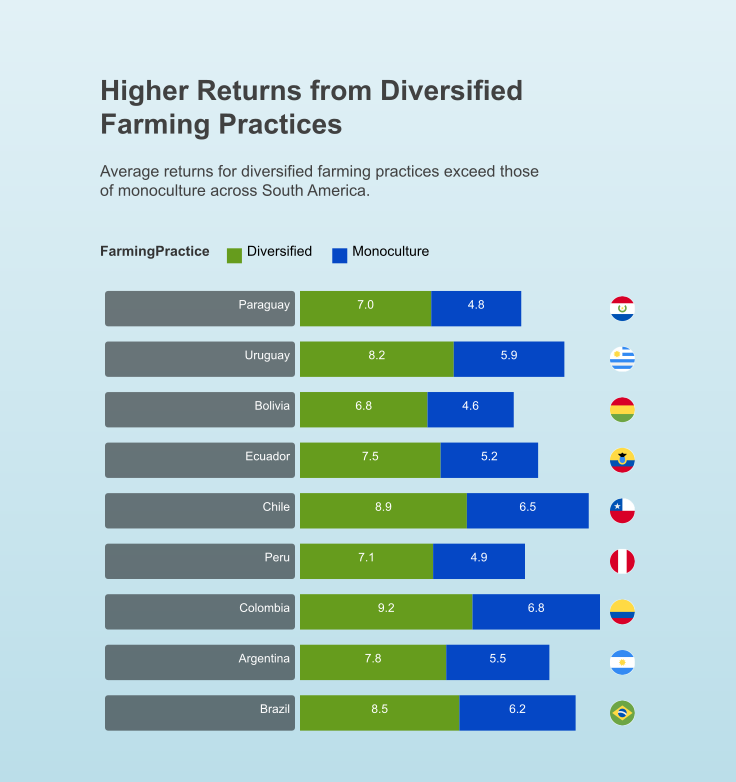 Higher Returns from Diversified
Farming Practices
Average returns for diversified farming practices exceed those
of monoculture across South America.
FarmingPractice Diversified Monoculture
Paraguay 7.0 4.8
Uruguay 8.2 5.9
Bolivia 6.8 4.6
Ecuador 7.5 5.2
Chile 8.9 6.5
Peru 7.1 4.9
Colombia 9.2 6.8
Argentina 7.8 5.5
Brazil 8.5 6.2